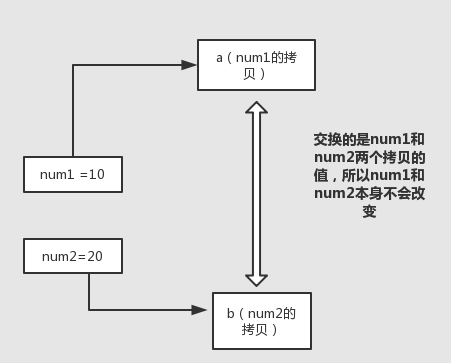 a（num1的拷
贝）
num1 =10
交换的是num1和
num2两个拷贝的
值，所以num1和
num2本身不会改
变
num2=20
b（num2的
拷贝）